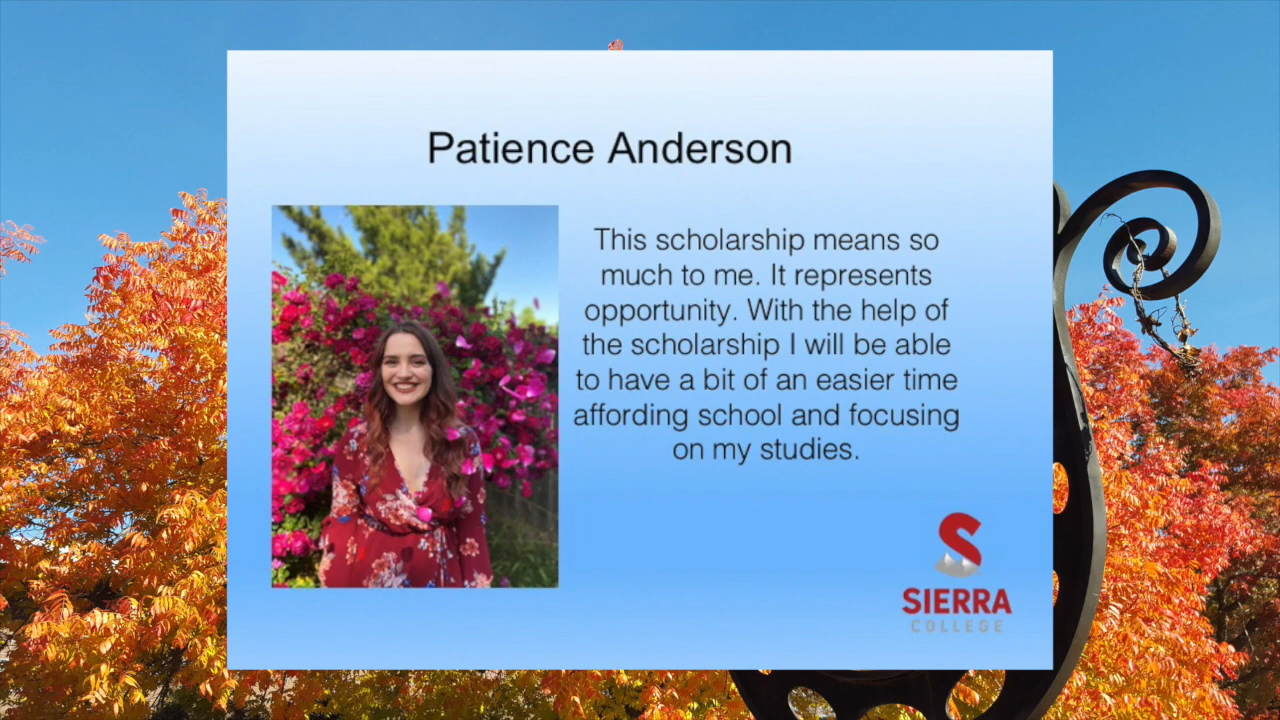 Patience Anderson
This scholarship means so
much to me. It represents
opportunity. With the help of
the scholarship I will be able
to have a bit of an easier time
affording school and focusing
on my studies.
SIERRA
COLLEGE